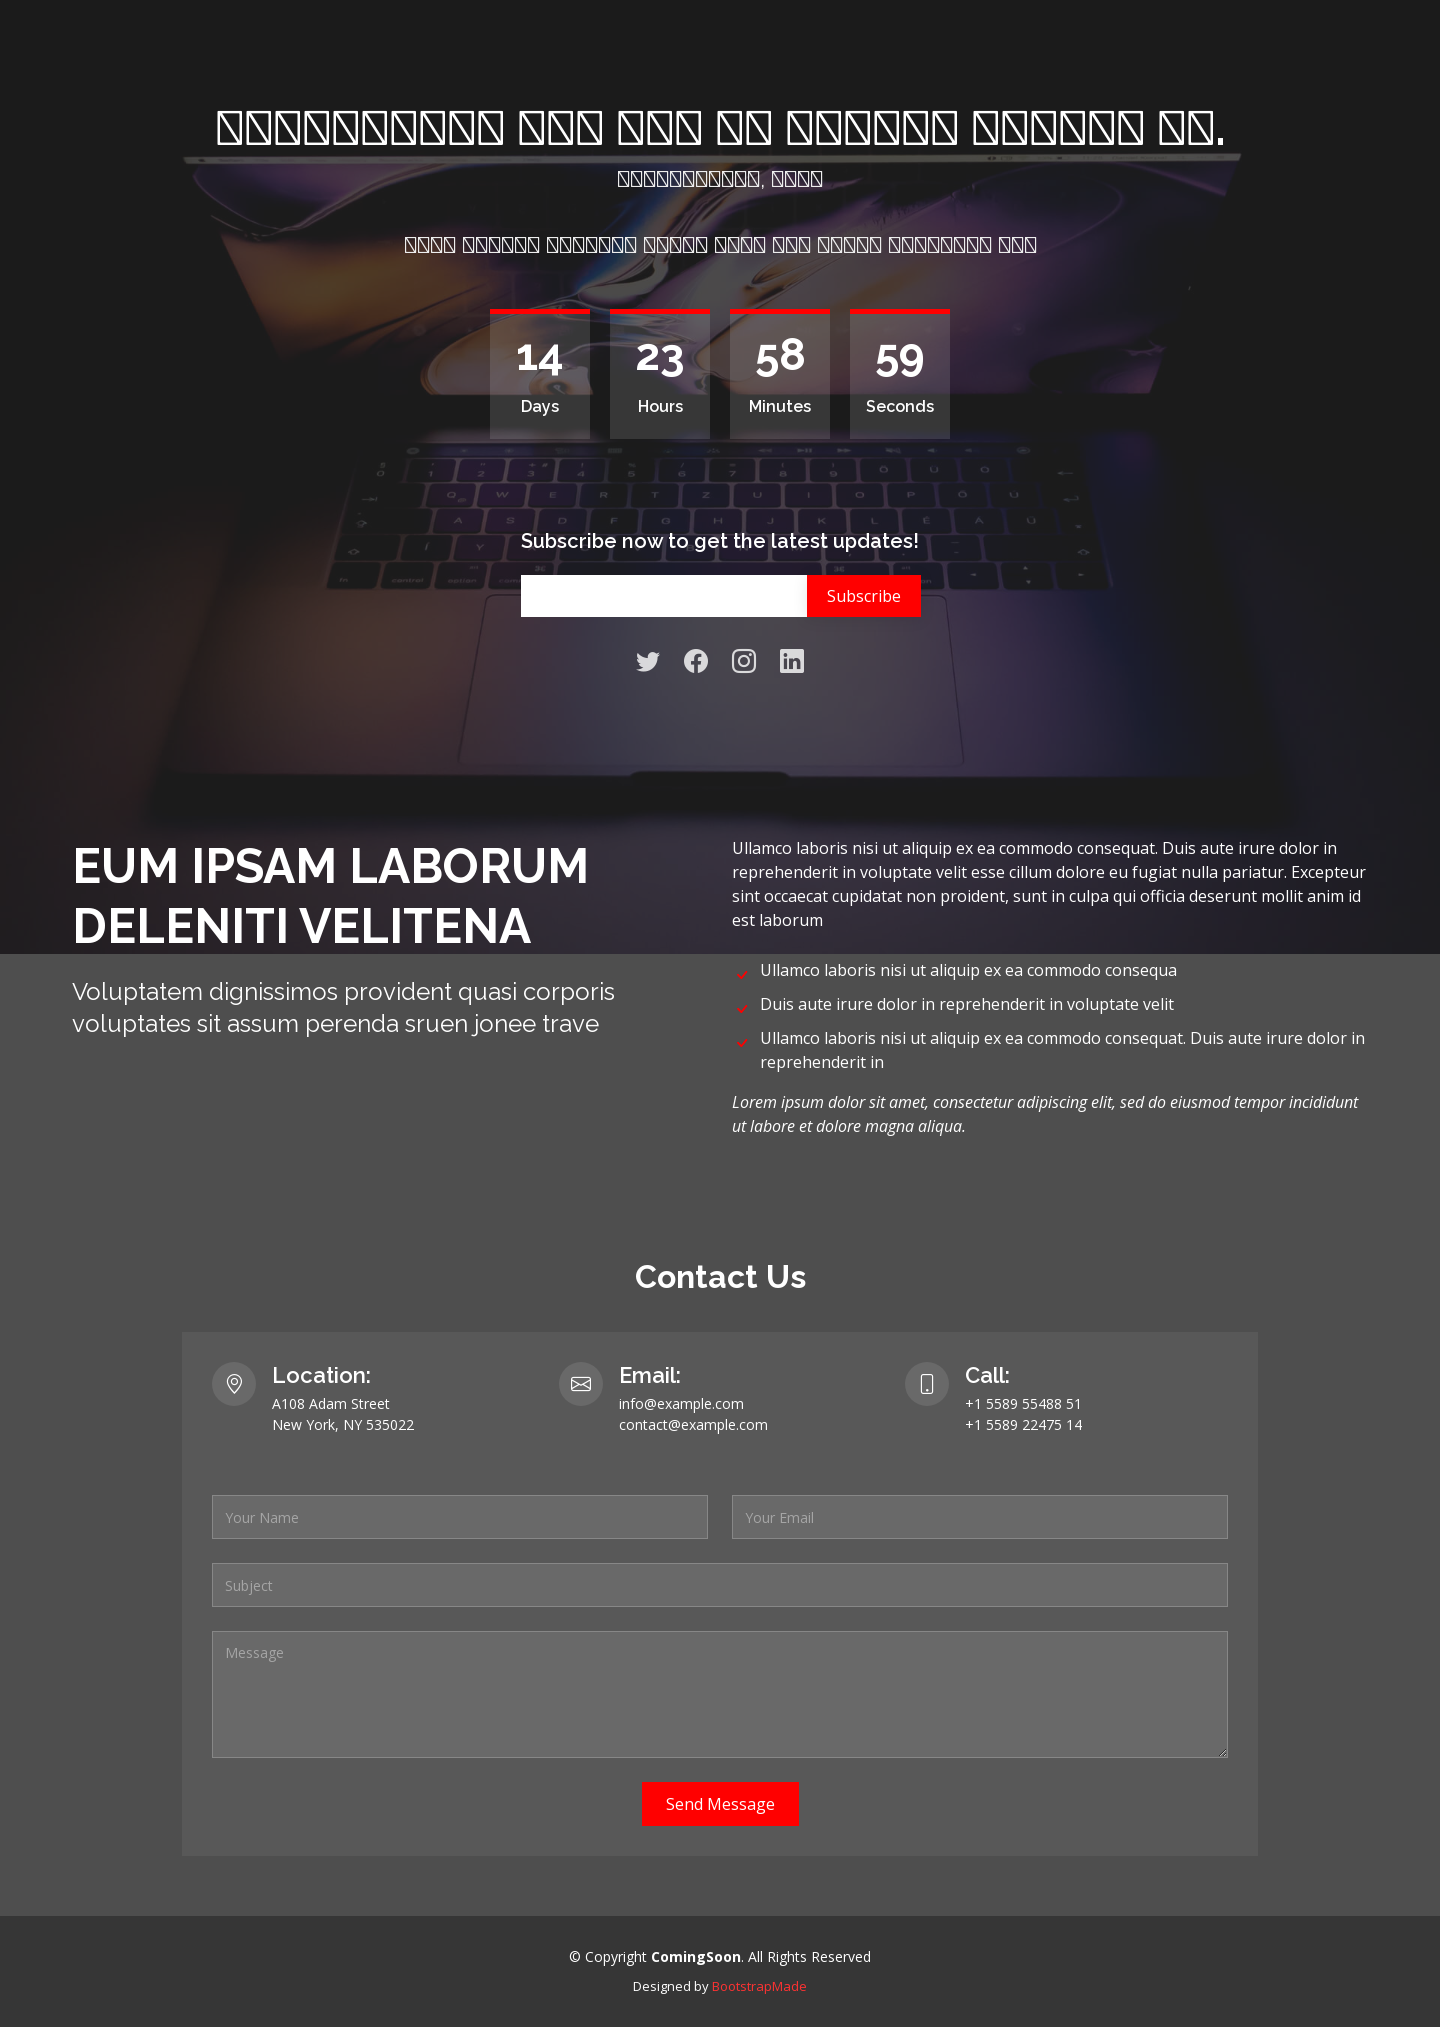 14
23
58
59
Days
Hours
Minutes
Seconds
Subscribe now to get the latest updates!
Subscribe
EUM IPSAM LABORUM
DELENITI VELITENA
Voluptatem dignissimos provident quasi corporis
voluptates sit assum perenda sruen jonee trave
Ullamco laboris nisi ut aliquip ex ea commodo consequat. Duis aute irure dolor in
reprehenderit in voluptate velit esse cillum dolore eu fugiat nulla pariatur. Excepteur
sint occaecat cupidatat non proident, sunt in culpa qui officia deserunt mollit anim id
est laborum
Ullamco laboris nisi ut aliquip ex ea commodo consequa
Duis aute irure dolor in reprehenderit in voluptate velit
Ullamco laboris nisi ut aliquip ex ea commodo consequat. Duis aute irure dolor in
reprehenderit in
Lorem ipsum dolor sit amet, consectetur adipiscing elit, sed do eiusmod tempor incididunt
ut labore et dolore magna aliqua.
Contact Us
Location:
A108 Adam Street
New York, NY 535022
Email:
info@example.com
contact@example.com
Call:
+1 5589 55488 51
+1 5589 22475 14
Your Name
Your Email
Subject
Message
Send Message
© Copyright ComingSoon. All Rights Reserved
Designed by BootstrapMade